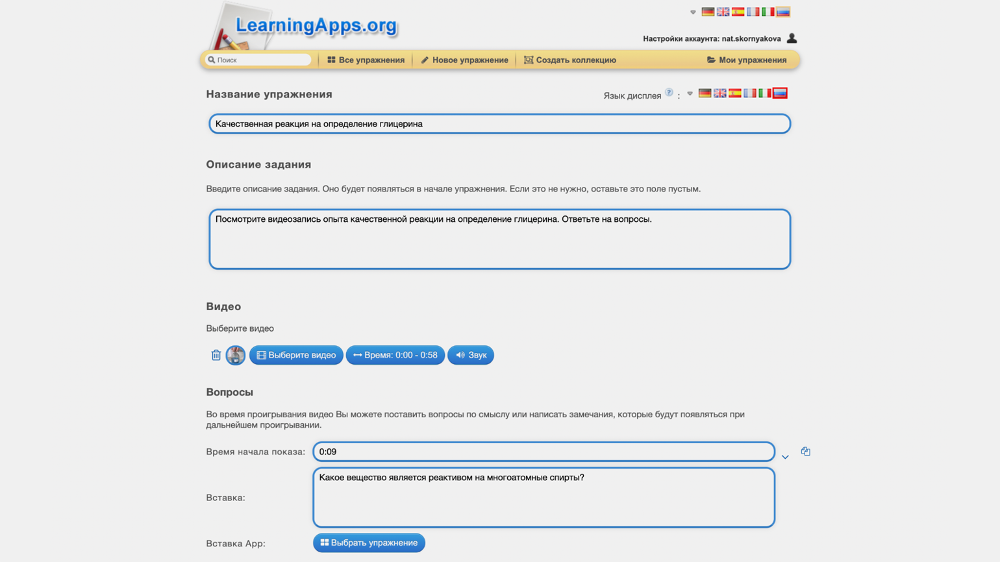 LearningApps.org
Настройки аккаунта: nat.skornyakova
Поиск
Все упражнения
Новое упражнение
Создать коллекцию
Мои упражнения
Название упражнения
Язык дисплея ? :
Качественная реакция на определение глицерина
Описание задания
Введите описание задания. Оно будет появляться в начале упражнения. Если это не нужно, оставьте это поле пустым.
Посмотрите видеозапись опыта качественной реакции на определение глицерина. Ответьте на вопросы.
Видео
Выберите видео
Выберите видео
Время: 0:00 - 0:58
Звук
Вопросы
Во время проигрывания видео Вы можете поставить вопросы по смыслу или написать замечания, которые будут появляться при
дальнейшем проигрывании.
Время начала показа:
0:09
Какое вещество является реактивом на многоатомные спирты?
Вставка:
Вставка App:
Выбрать упражнение